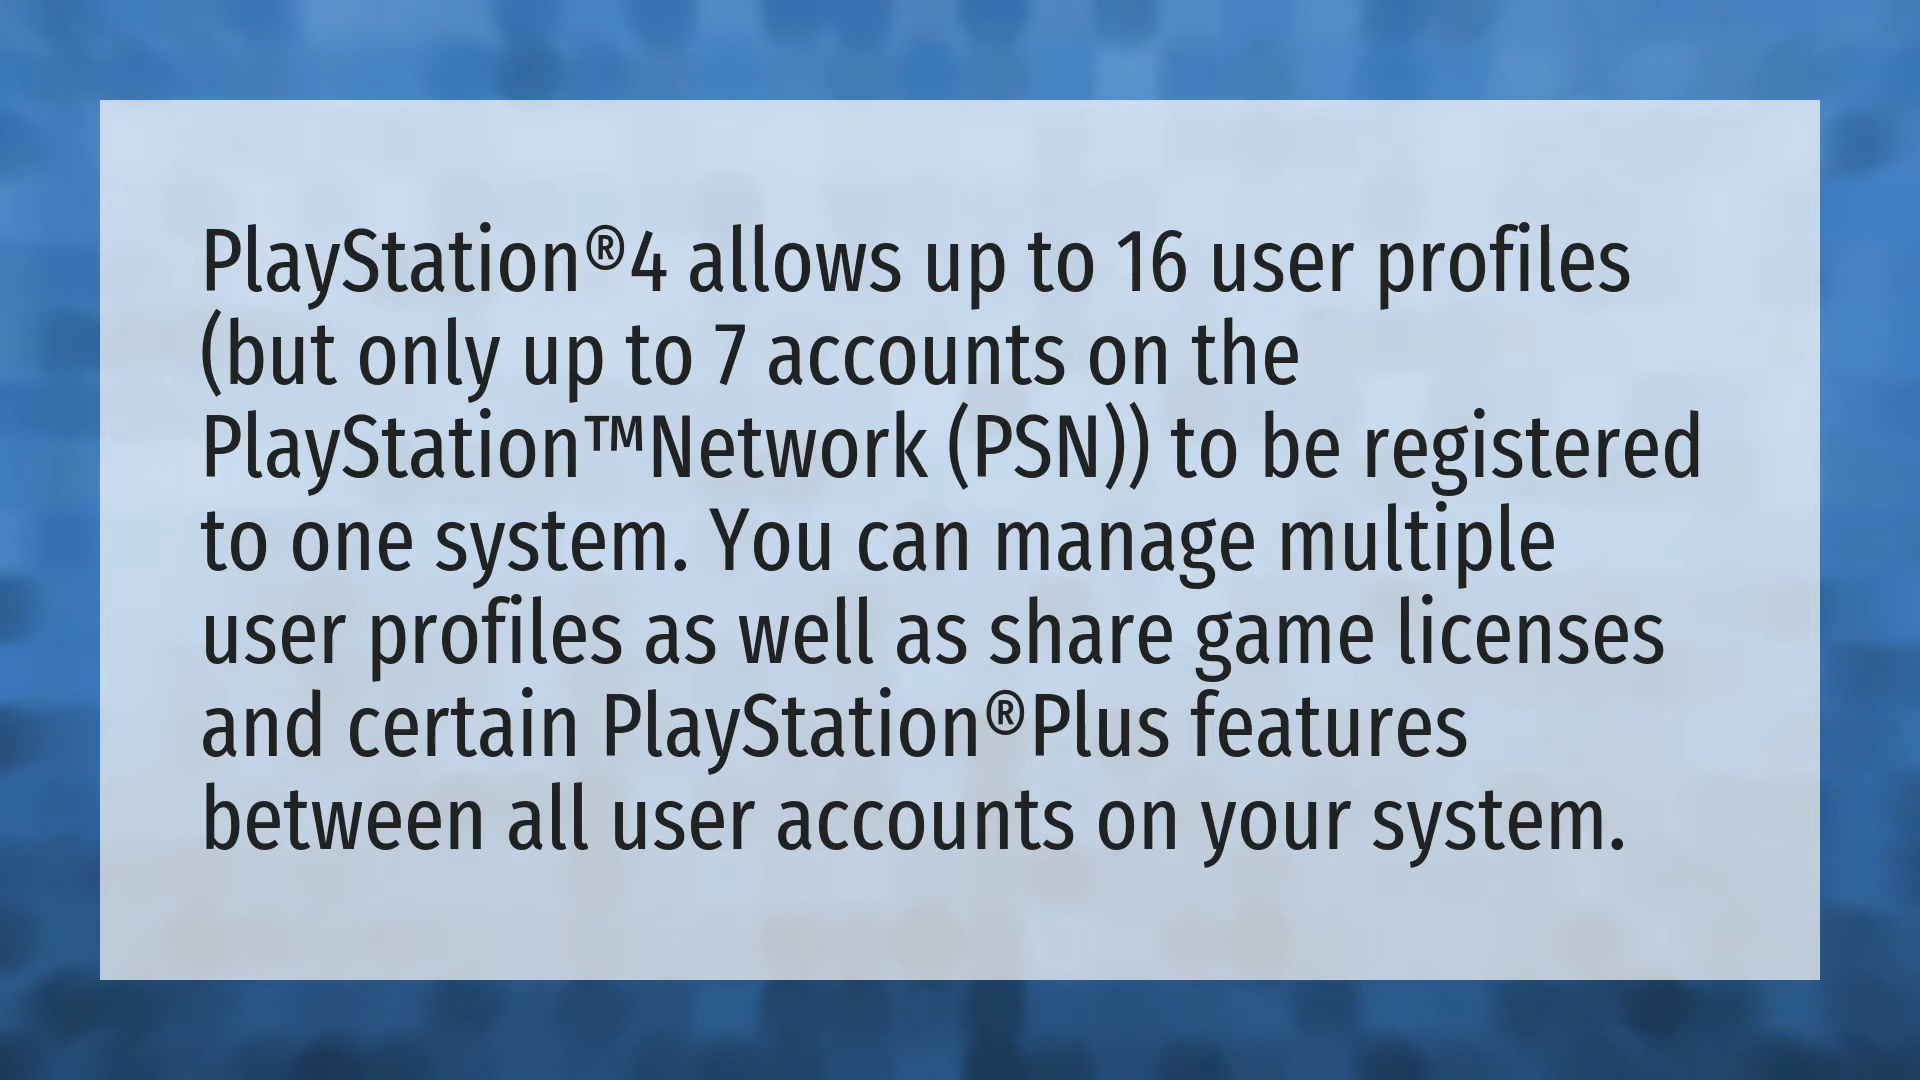 PlayStation®4 allows up to 16 user profiles
(but only up to 7 accounts on the
PlayStation™Network (PSN)) to be registered
to one system. You can manage multiple
user profiles as well as share game licenses
and certain PlayStation®Plus features
between all user accounts on your system.